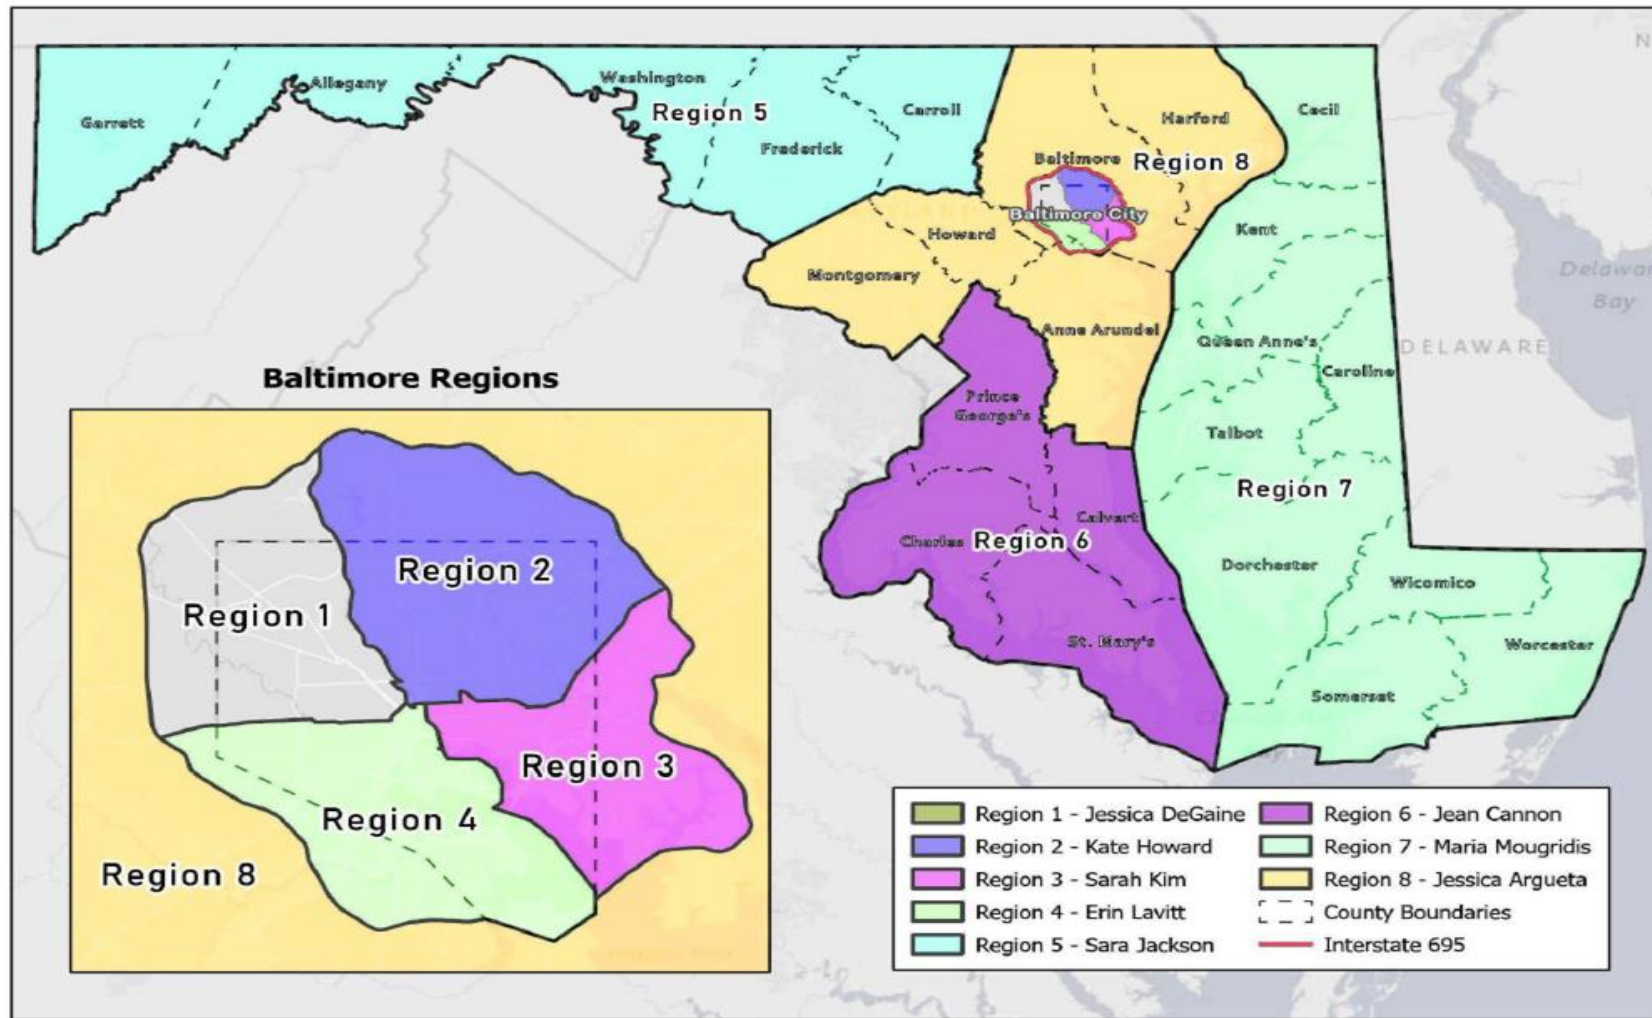 Garrett
Allegany
Washington
Region 5
Frederick
Carroll
Harford
Cecil
Baltimore
Region 8
Baltimore City
Kent
Howard
Montgomery
Anne Arundel
Queen Anne's
Caroline
Delawar
Bay
DELAWARE
N
Prince
George's
Talbot
Region 7
Calvert
Charles
Region 6
Dorchester
Wicomico
St. Mary's
Worcester
Somerset
Baltimore Regions
Region 2
Region 1
Region 3
Region 4
Region 8
Region 1 - Jessica DeGaine
Region 2 - Kate Howard
Region 3 - Sarah Kim
Region 4 - Erin Lavitt
Region 5 - Sara Jackson
Region 6 - Jean Cannon
Region 7 - Maria Mougridis
Region 8 - Jessica Argueta
County Boundaries
Interstate 695